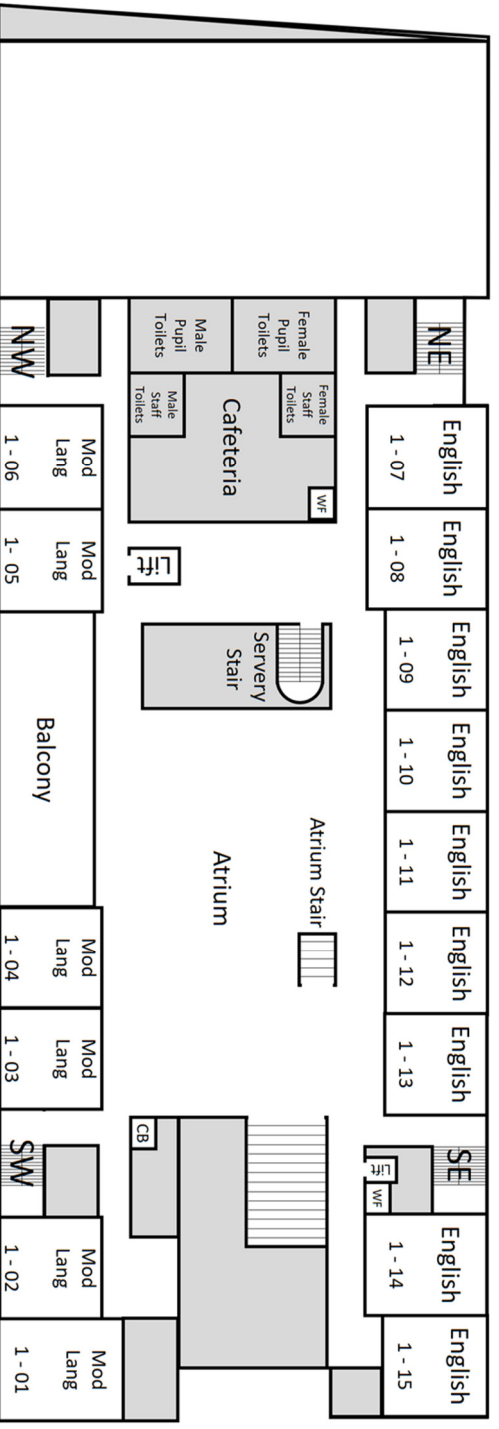 NW
Male
Pupil
Toilets
Female
Pupil
Toilets
NE
Male
Staff
Toilets
Cafeteria
Female
Staff
Toilets
WF
Mod
Lang
1 - 06
English
1 - 07
Mod
Lang
1- 05
Lift
English
1 - 08
Servery
Stair
English
1 - 09
Balcony
English
1 - 10
Atrium
Atrium Stair
English
1 - 11
Mod
Lang
1 - 04
English
1 - 12
Mod
Lang
1 - 03
English
1 - 13
SW
CB
Lift
WF
SE
Mod
Lang
1 - 02
English
1 - 14
Mod
Lang
1 - 01
English
1 - 15